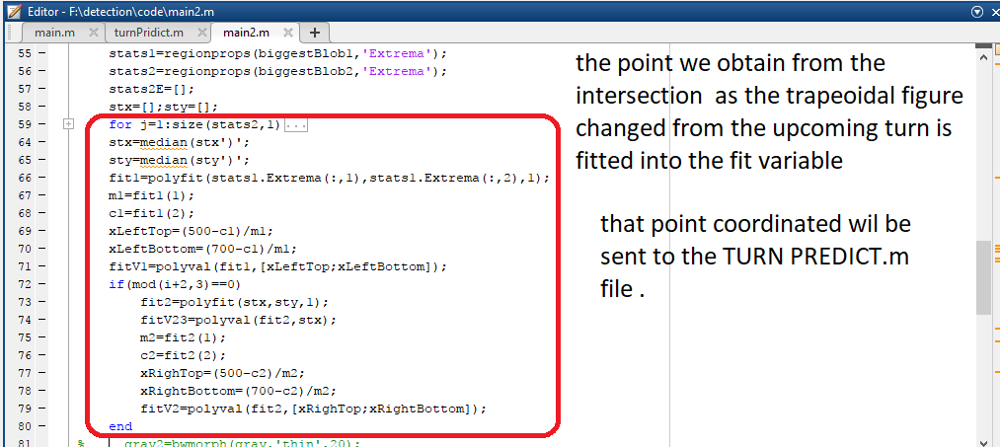 Editor - F:\detection\code\main2.m
main.m turnPridict.m main2.m
55 - stats1=regionprops(biggestBlob1,'Extrema');
56 - stats2=regionprops(biggestBlob2,'Extrema');
57 - stats2E=[];
58 - stx=[];sty=[];
59 - for j=1:size(stats2,1) ...
64 - stx=median(stx')';
65 - sty=median(sty')';
66 - fit1=polyfit(stats1.Extrema(:,1),stats1.Extrema(:,2),1);
67 - m1=fit1(1);
68 - c1=fit1(2);
69 - xLeftTop=(500-c1)/m1;
70 - xLeftBottom=(700-c1)/m1;
71 - fitV1=polyval(fit1,[xLeftTop;xLeftBottom]);
72 - if(mod(i+2,3)==0)
73 - fit2=polyfit(stx,sty,1);
74 - fitV23=polyval(fit2,stx);
75 - m2=fit2(1);
76 - c2=fit2(2);
77 - xRighTop=(500-c2)/m2;
78 - xRightBottom=(700-c2)/m2;
79 - fitV2=polyval(fit2,[xRighTop;xRightBottom]);
80 - end
81 % gray2=bwmorph(gray,'thin',20);
the point we obtain from the
intersection as the trapeoidal figure
changed from the upcoming turn is
fitted into the fit variable
that point coordinated wil be
sent to the TURN PREDICT.m
file .